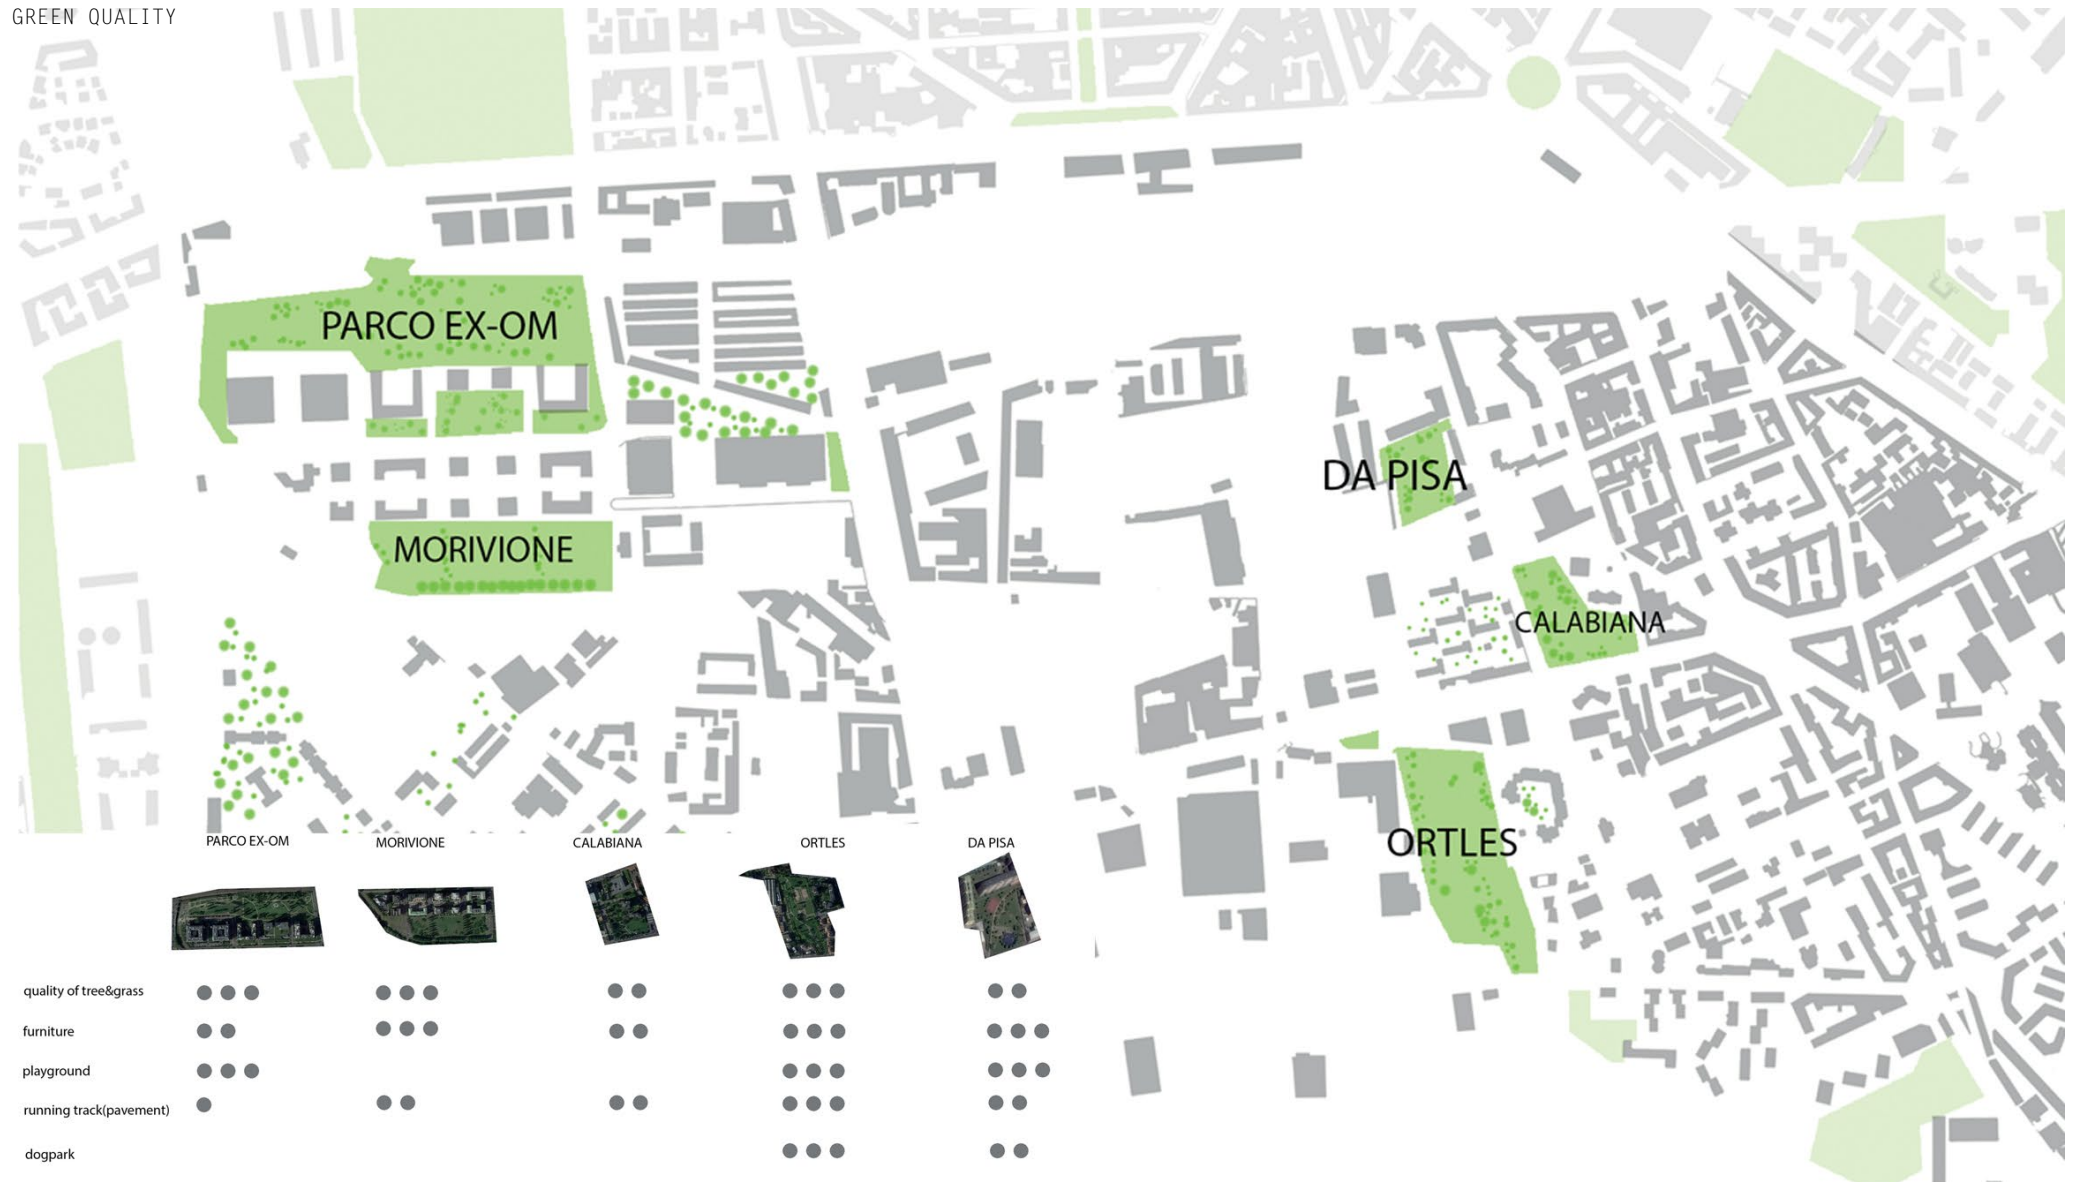 GREEN QUALITY
PARCO EX-OM
MORIVIONE
DA PISA
CALABIANA
ORTLES
PARCO EX-OM MORIVIONE CALABIANA ORTLES DA PISA
quality of tree&grass
furniture
playground
running track(pavement)
dogpark